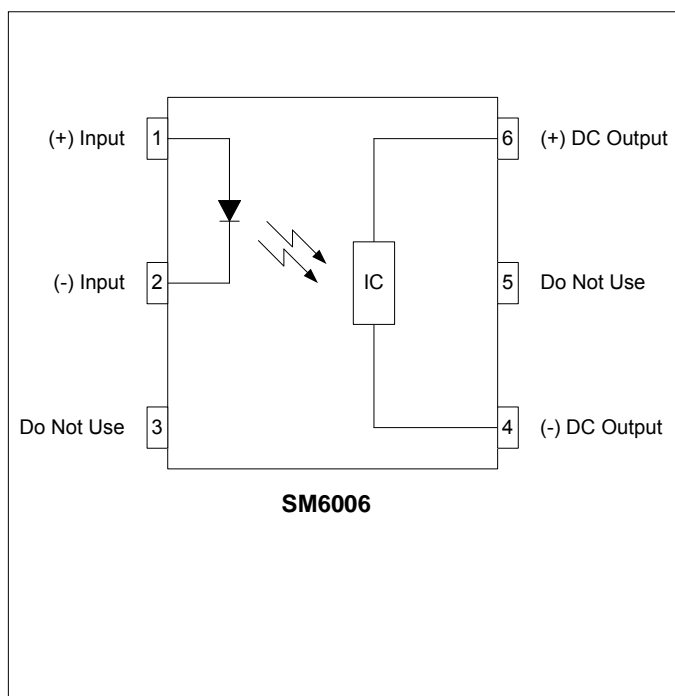 (+) Input 1
6 (+) DC Output
(-) Input 2
IC
5 Do Not Use
Do Not Use 3
4 (-) DC Output
SM6006